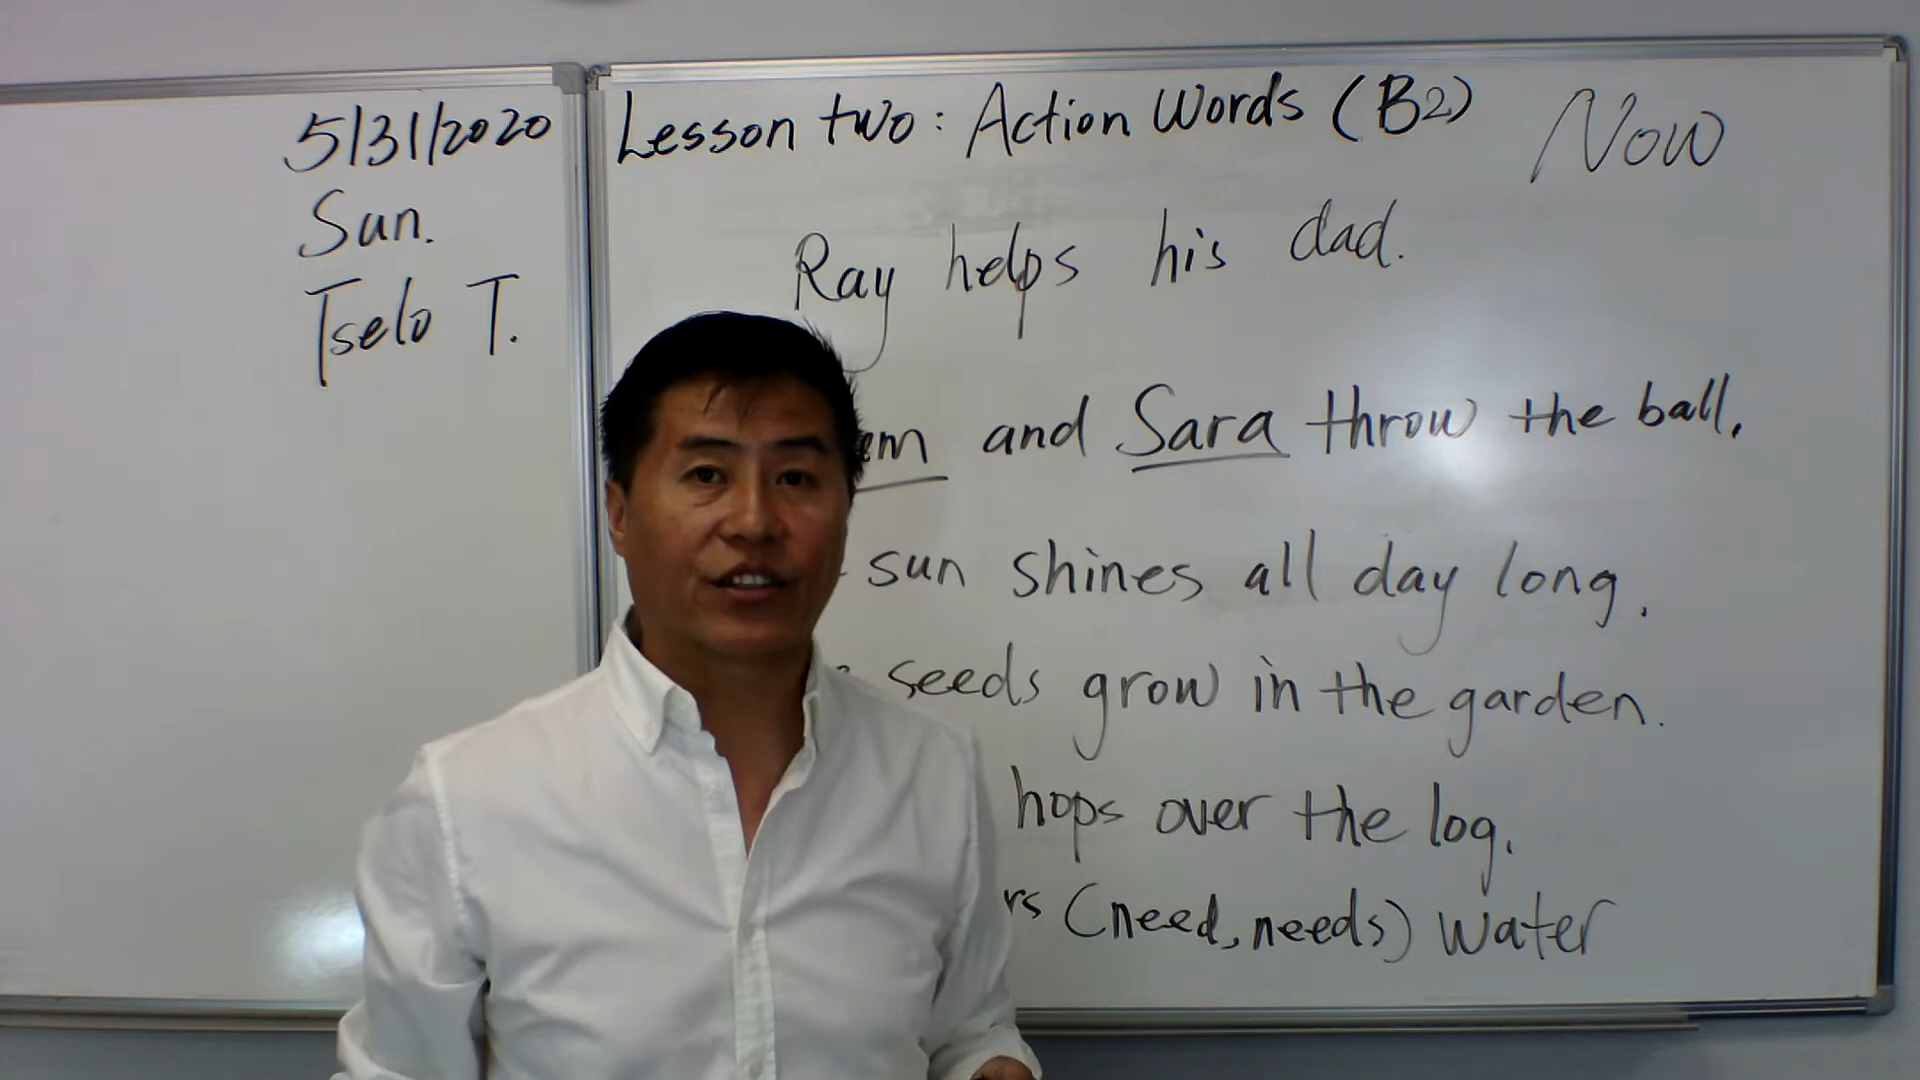 5/31/2020
Sun.
Tselo T.
Lesson two: Action Words (B2)
Now
Ray helps his dad.
and Sara throw the ball.
sun shines all day long.
seeds grow in the garden.
hops over the log.
(need, needs) water